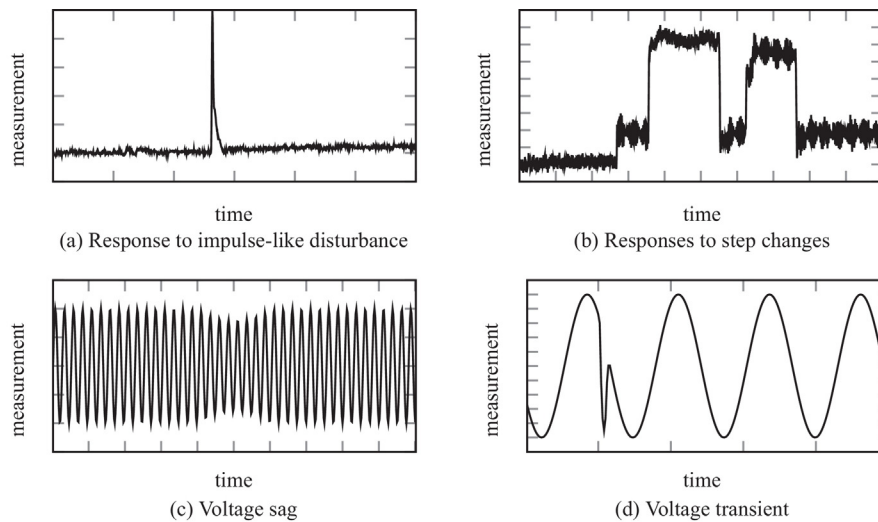 measurement
time
(a) Response to impulse-like disturbance
measurement
time
(b) Responses to step changes
measurement
time
(c) Voltage sag
measurement
time
(d) Voltage transient